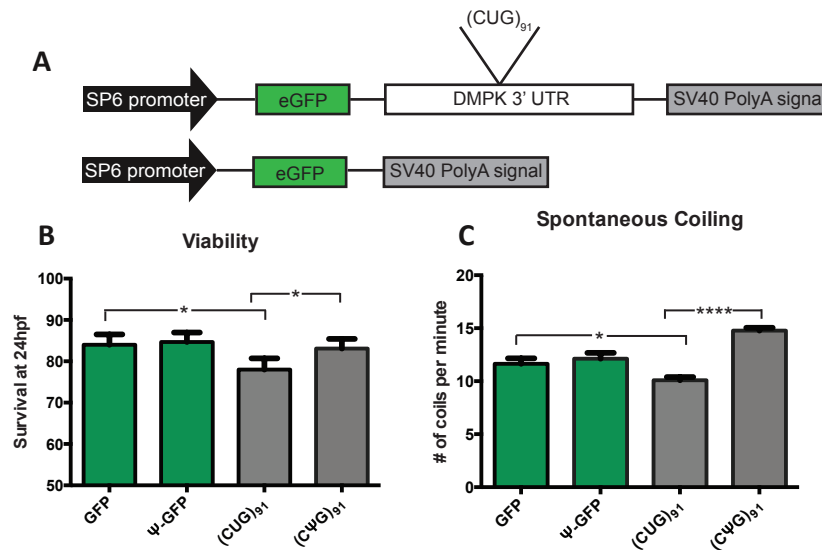 (CUG)91
A
SP6 promoter
eGFP
DMPK 3' UTR
SV40 PolyA signal
SP6 promoter
eGFP
SV40 PolyA signal
B
Viability
Survival at 24hpf
100
90
80
70
60
50
*
*
GFP
Ψ-GFP
(CUG)91
(CΨG)91
C
Spontaneous Coiling
# of coils per minute
20
15
10
5
0
*
****
GFP
Ψ-GFP
(CUG)91
(CΨG)91